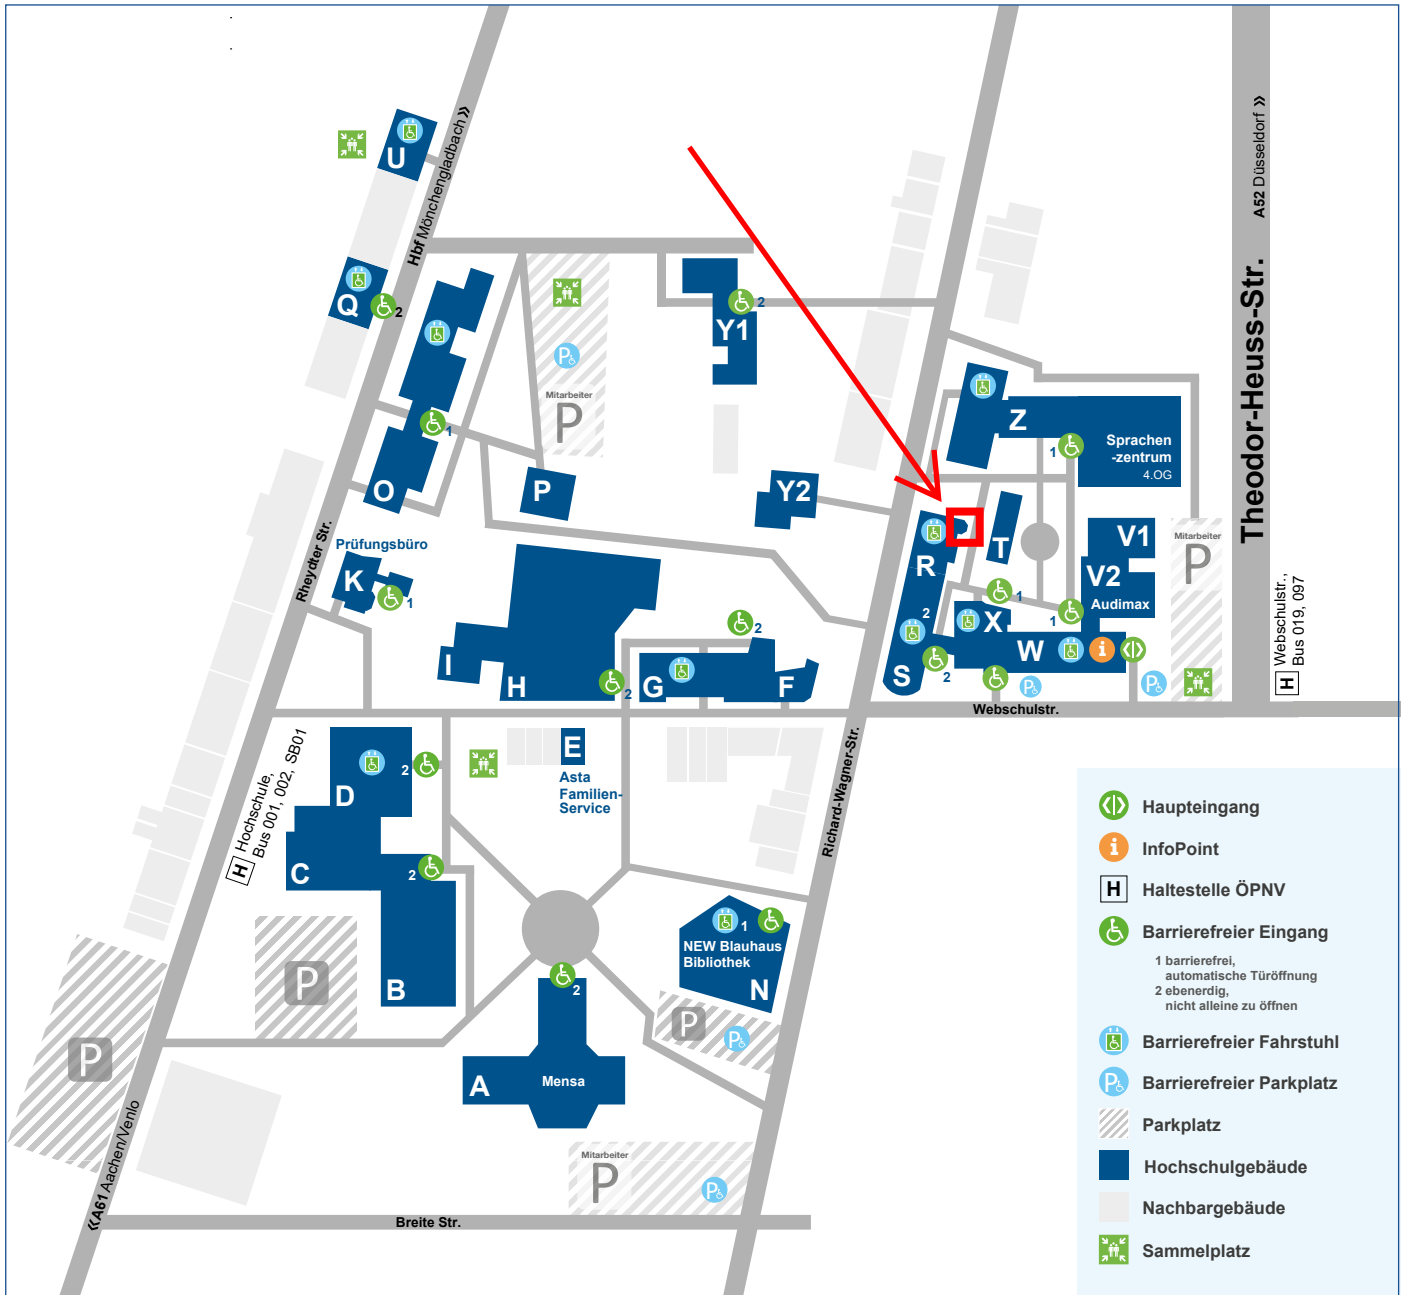 U
Hbf Mönchengladbach »
A52 Düsseldorf »
Theodor-Heuss-Str.
Q
2
Y1
2
P
Mitarbeiter
P
1
O
Z
1
Sprachen
-zentrum
4.OG
P
Y2
Rheydter Str.
Prüfungsbüro
K
1
R
T
V1
V2
Audimax
Mitarbeiter
P
Webschulstr.,
Bus 019, 097
H
2
1
1
X
W
i
S
2
I
H
2
G
2
F
P
P
Webschulstr.
Hochschule,
Bus 001, 002, SB01
H
D
2
E
Asta
Familien-
Service
Richard-Wagner-Str.
C
2
B
P
P
1
NEW Blauhaus
Bibliothek
N
P
P
2
A
Mensa
Mitarbeiter
P
P
«A61 Aachen/Venlo
Breite Str.
Haupteingang
i InfoPoint
H Haltestelle ÖPNV
Barrierefreier Eingang
1 barrierefrei,
automatische Türöffnung
2 ebenerdig,
nicht alleine zu öffnen
Barrierefreier Fahrstuhl
P Barrierefreier Parkplatz
Parkplatz
Hochschulgebäude
Nachbargebäude
Sammelplatz